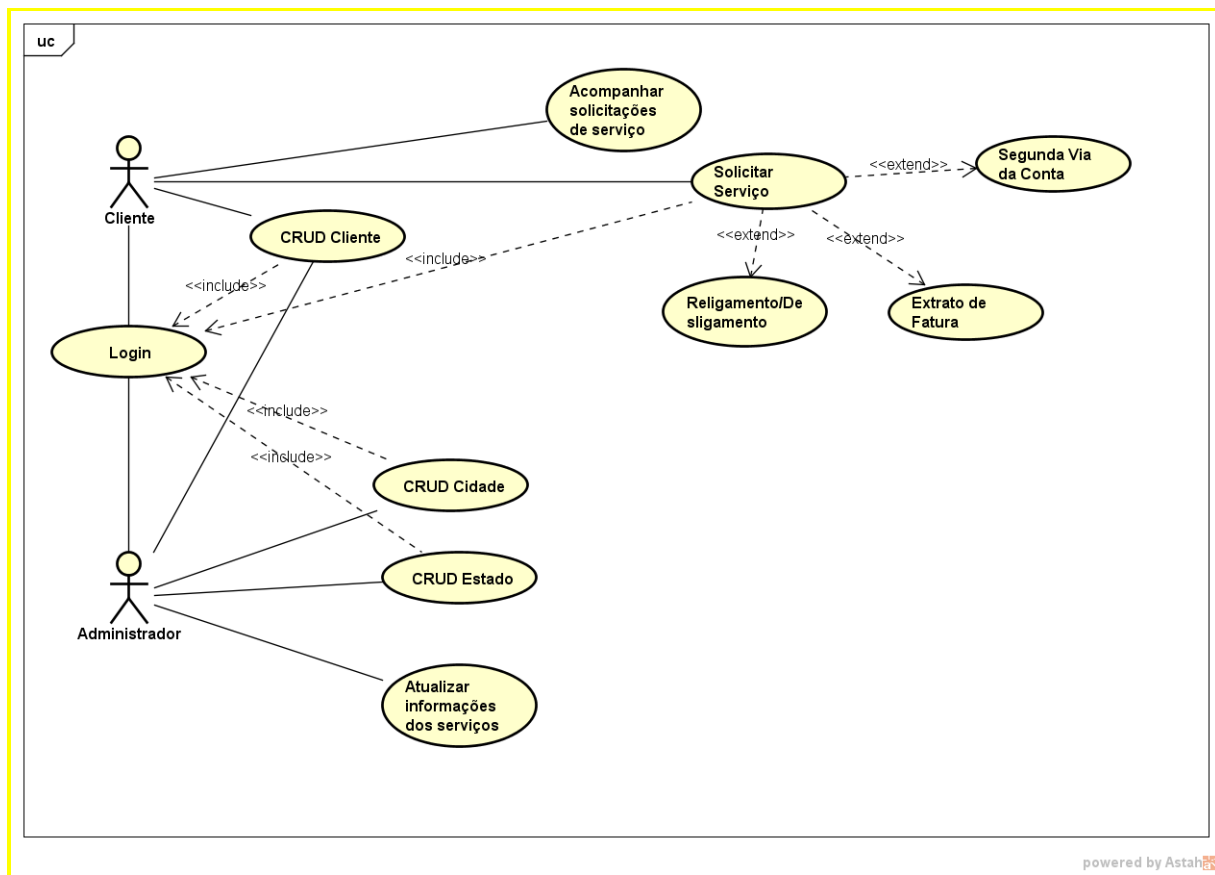 uc
Acompanhar
solicitações
de serviço
Segunda Via
da Conta
<<extend>>
Solicitar
Serviço
Cliente
CRUD Cliente
<<extend>>
<<extend>>
<<include>>
<<include>>
Religamento/De
sligamento
Extrato de
Fatura
Login
<<include>>
<<include>>
CRUD Cidade
CRUD Estado
Administrador
Atualizar
informações
dos serviços
powered by Astah